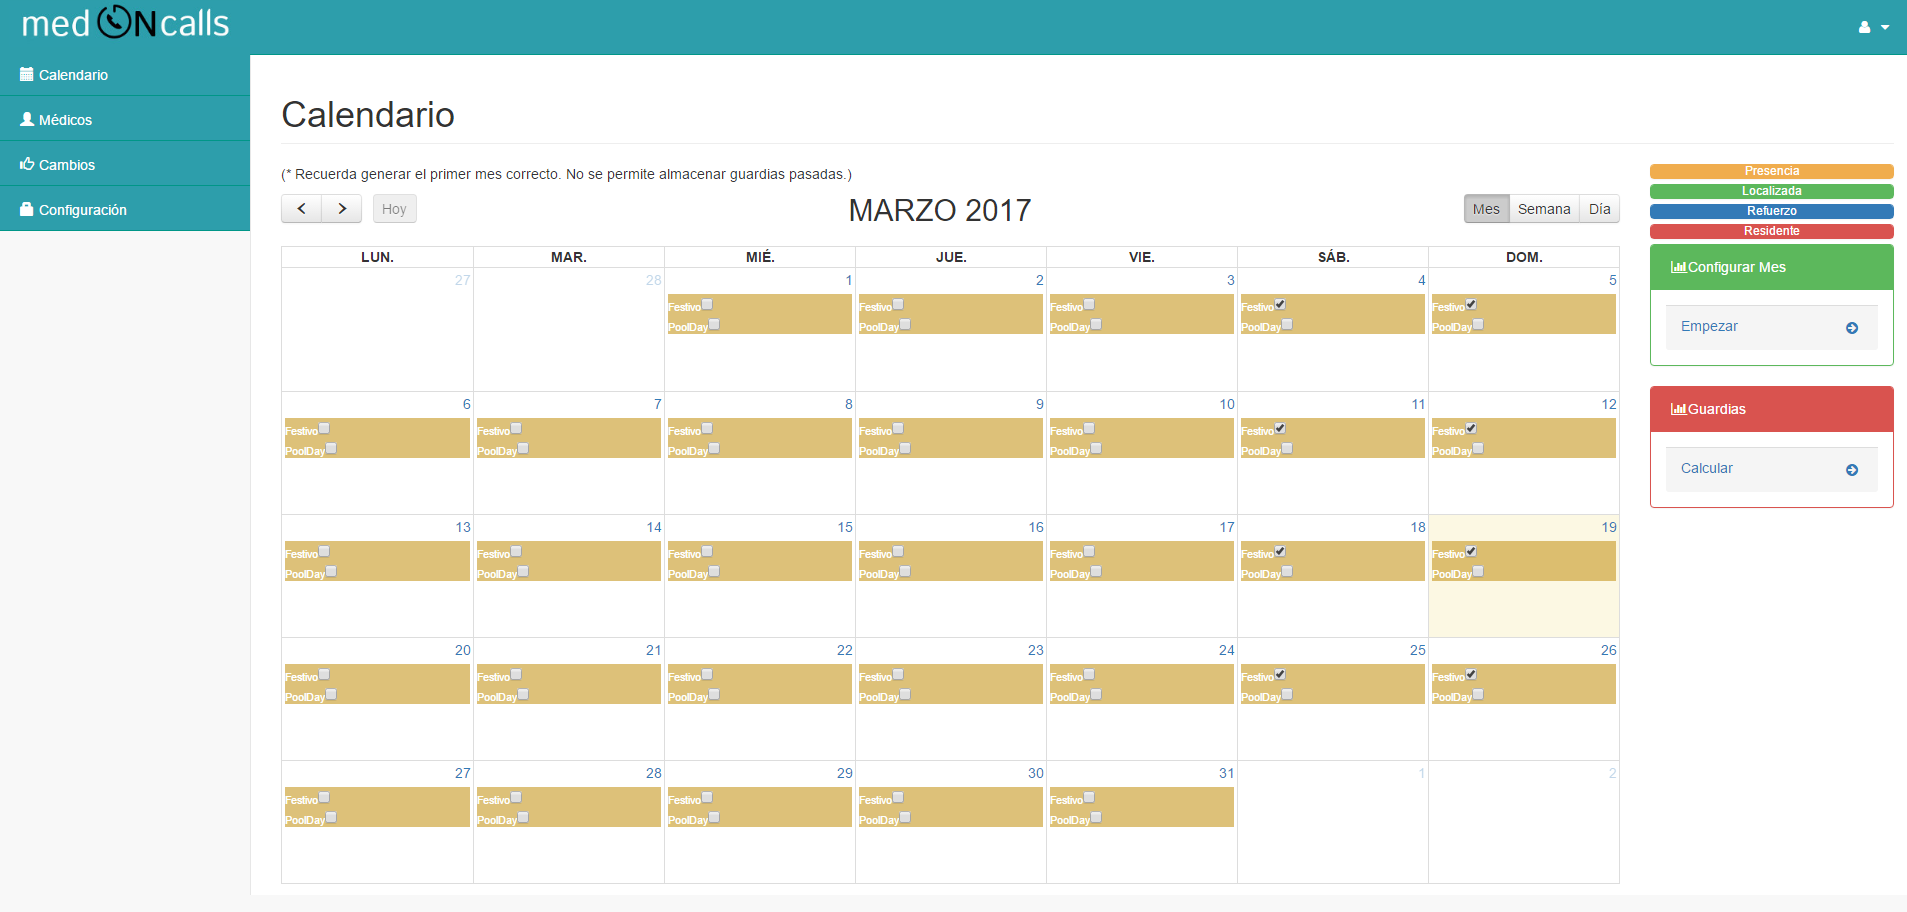 med ON calls
Calendario
Médicos
Cambios
Configuración
Calendario
(* Recuerda generar el primer mes correcto. No se permite almacenar guardias pasadas.)
Hoy
MARZO 2017
Mes Semana Día
LUN. MAR. MIÉ. JUE. VIE. SÁB. DOM.
27 28 1 2 3 4 5
Festivo Festivo Festivo Festivo Festivo
PoolDay PoolDay PoolDay PoolDay PoolDay
6 7 8 9 10 11 12
Festivo Festivo Festivo Festivo Festivo Festivo Festivo
PoolDay PoolDay PoolDay PoolDay PoolDay PoolDay PoolDay
13 14 15 16 17 18 19
Festivo Festivo Festivo Festivo Festivo Festivo Festivo
PoolDay PoolDay PoolDay PoolDay PoolDay PoolDay PoolDay
20 21 22 23 24 25 26
Festivo Festivo Festivo Festivo Festivo Festivo Festivo
PoolDay PoolDay PoolDay PoolDay PoolDay PoolDay PoolDay
27 28 29 30 31 1 2
Festivo Festivo Festivo Festivo Festivo
PoolDay PoolDay PoolDay PoolDay PoolDay
Presencia
Localizada
Refuerzo
Residente
Configurar Mes
Empezar
Guardias
Calcular